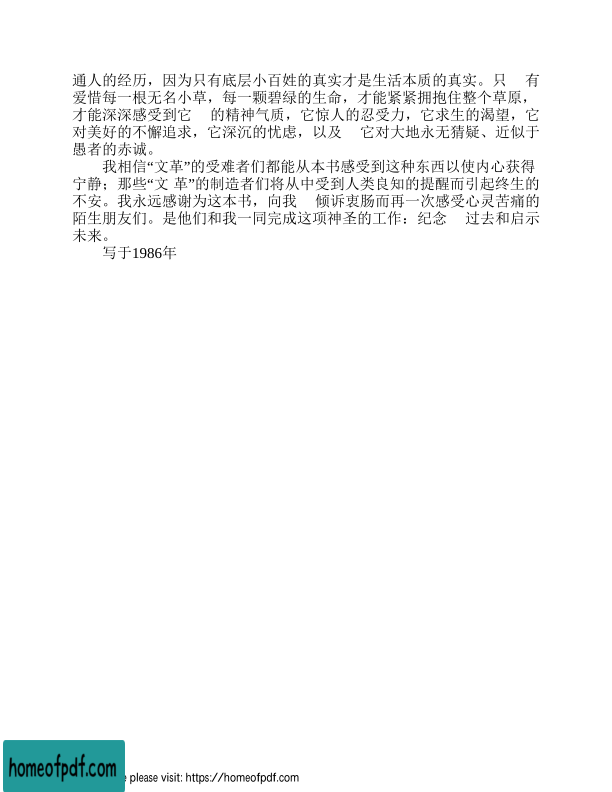 通人的经历，因为只有底层小百姓的真实才是生活本质的真实。只　有
爱惜每一根无名小草，每一颗碧绿的生命，才能紧紧拥抱住整个草原，
才能深深感受到它　的精神气质，它惊人的忍受力，它求生的渴望，它
对美好的不懈追求，它深沉的忧虑，以及　它对大地永无猜疑、近似于
愚者的赤诚。
我相信“文革”的受难者们都能从本书感受到这种东西以使内心获得
宁静；那些“文 革”的制造者们将从中受到人类良知的提醒而引起终生的
不安。我永远感谢为这本书，向我　倾诉衷肠而再一次感受心灵苦痛的
陌生朋友们。是他们和我一同完成这项神圣的工作：纪念　过去和启示
未来。
写于1986年
homeofpdf.com
e please visit: https://homeofpdf.com